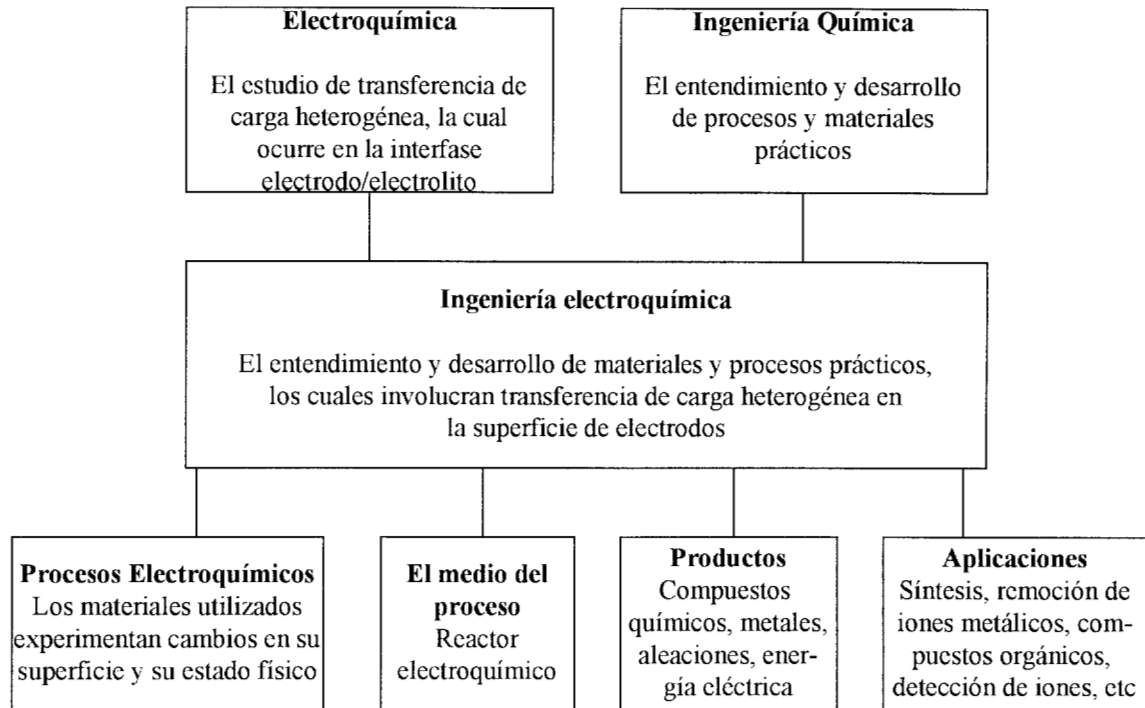 Electroquímica
El estudio de transferencia de
carga heterogénea, la cual
ocurre en la interfase
electrodo/electrolito
Ingeniería Química
El entendimiento y desarrollo
de procesos y materiales
prácticos
Ingeniería electroquímica
El entendimiento y desarrollo de materiales y procesos prácticos,
los cuales involucran transferencia de carga heterogénea en
la superficie de electrodos
Procesos Electroquímicos
Los materiales utilizados
experimentan cambios en su
superficie y su estado físico
El medio del
proceso
Reactor
electroquímico
Productos
Compuestos
químicos, metales,
aleaciones, ener-
gía eléctrica
Aplicaciones
Síntesis, remoción de
iones metálicos, com-
puestos orgánicos,
detección de iones, etc